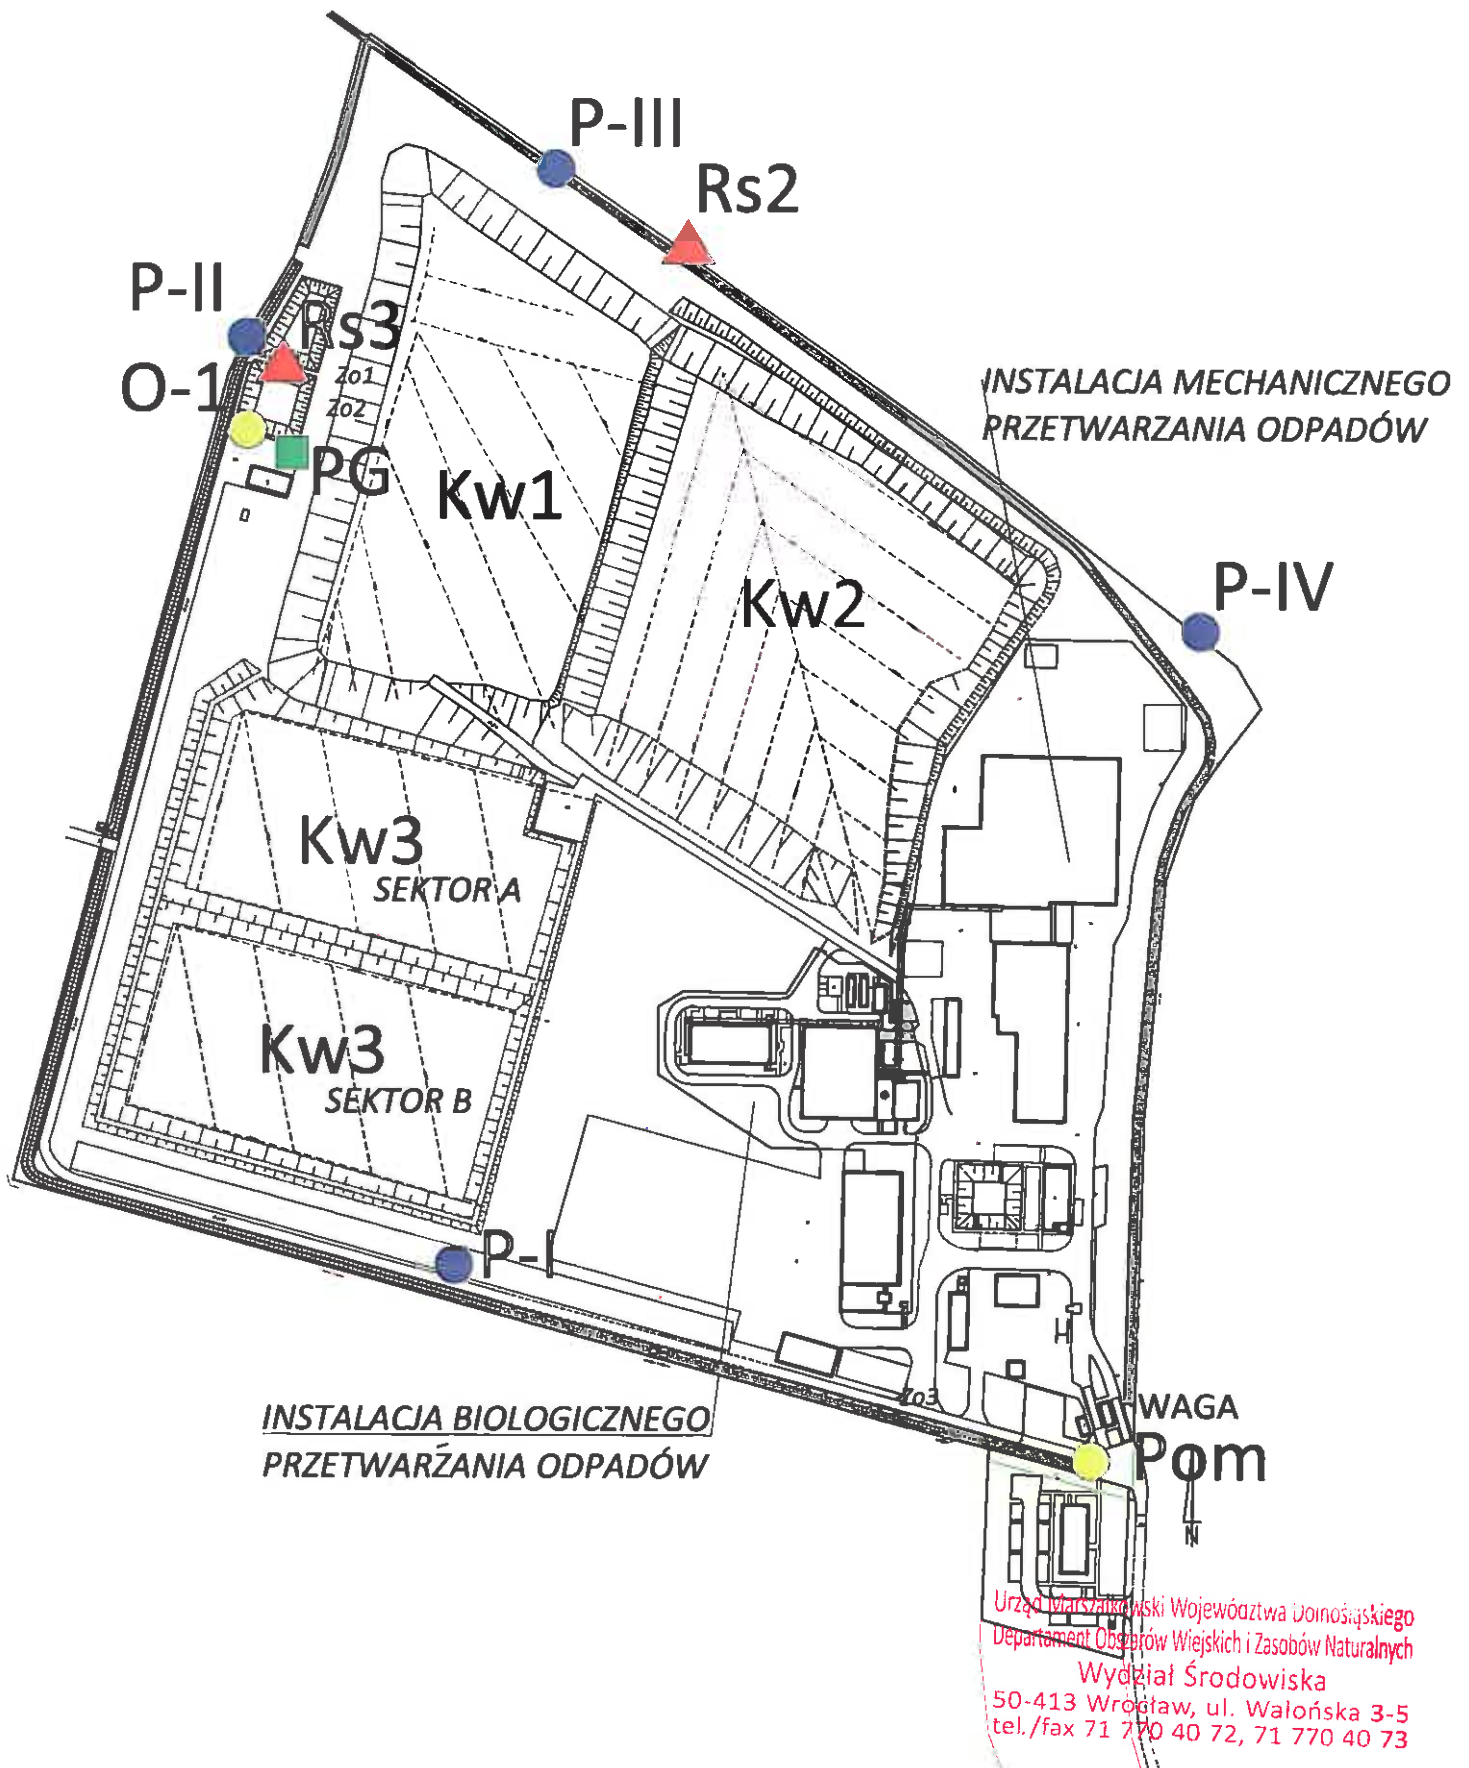 P-III
Rs2
P-II
Rs3
Zo1
O-1
Zo2
PG
INSTALACJA MECHANICZNEGO
PRZETWARZANIA ODPADÓW
Kw1
Kw2
P-IV
Kw3
SEKTOR A
Kw3
SEKTOR B
P-I
Zo3
WAGA
INSTALACJA BIOLOGICZNEGO
PRZETWARZANIA ODPADÓW
Pom
N
Urząd Marszałkowski Województwa Dolnośląskiego
Departament Obszarów Wiejskich i Zasobów Naturalnych
Wydział Środowiska
50-413 Wrocław, ul. Walońska 3-5
tel./fax 71 770 40 72, 71 770 40 73